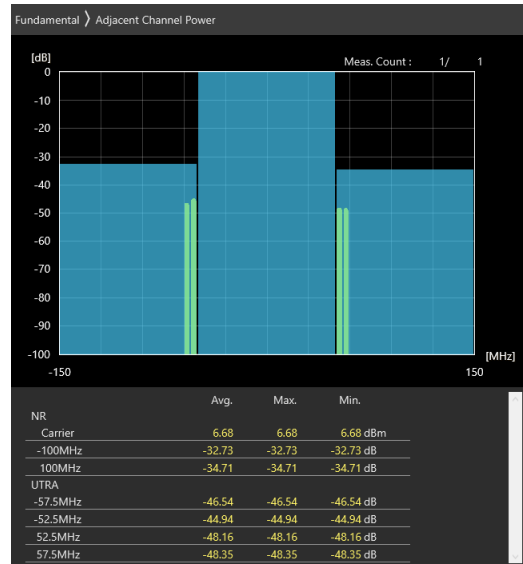 Fundamental 〉 Adjacent Channel Power
[dB]
Meas. Count : 1/ 1
0
-10
-20
-30
-40
-50
-60
-70
-80
-90
-100
[MHz]
-150 150
Avg. Max. Min.
NR
Carrier 6.68 6.68 6.68 dBm
-100MHz -32.73 -32.73 -32.73 dB
100MHz -34.71 -34.71 -34.71 dB
UTRA
-57.5MHz -46.54 -46.54 -46.54 dB
-52.5MHz -44.94 -44.94 -44.94 dB
52.5MHz -48.16 -48.16 -48.16 dB
57.5MHz -48.35 -48.35 -48.35 dB